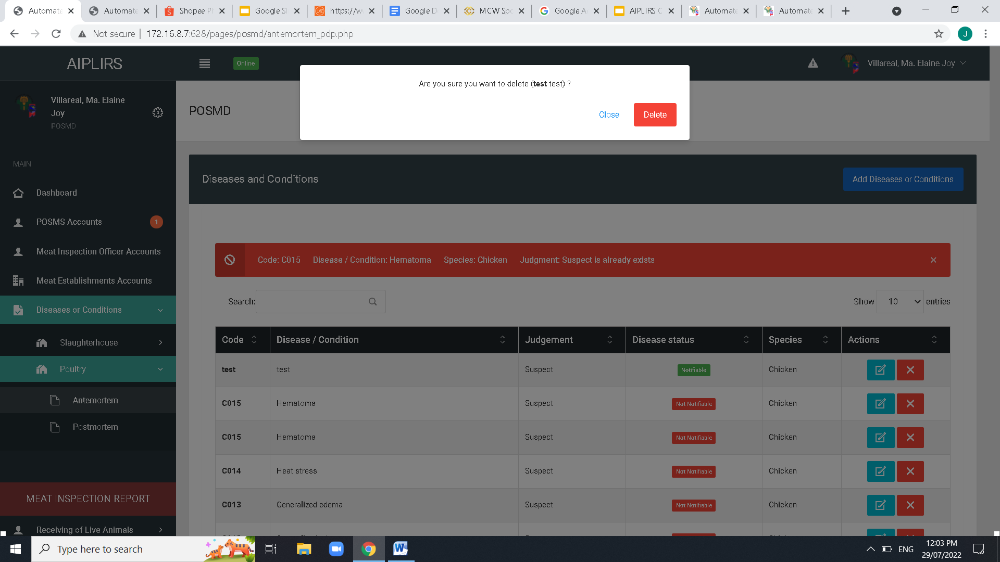 Automate
Automate
Shopee P
Google Sl
https://w
Google D
MCW Spo
Google A
AIPLIRS C
Automate
Automate
Not secure
172.16.8.7:628/pages/posmd/antemortem_pdp.php
J
AIPLIRS
Online
Villareal, Ma. Elaine Joy
Are you sure you want to delete (test test) ?
Close
Delete
Villareal, Ma. Elaine
Joy
POSMD
POSMD
MAIN
Dashboard
POSMS Accounts
1
Meat Inspection Officer Accounts
Meat Establishments Accounts
Diseases or Conditions
Slaughterhouse
Poultry
Antemortem
Postmortem
MEAT INSPECTION REPORT
Receiving of Live Animals
Diseases and Conditions
Add Diseases or Conditions
Code: C015 Disease / Condition: Hematoma Species: Chicken Judgment: Suspect is already exists
Search:
Show 10 entries
Code Disease / Condition Judgement Disease status Species Actions
test test Suspect Notifiable Chicken
C015 Hematoma Suspect Not Notifiable Chicken
C015 Hematoma Suspect Not Notifiable Chicken
C014 Heat stress Suspect Not Notifiable Chicken
C013 Generalized edema Suspect Not Notifiable Chicken
Type here to search
ENG
12:03 PM
29/07/2022